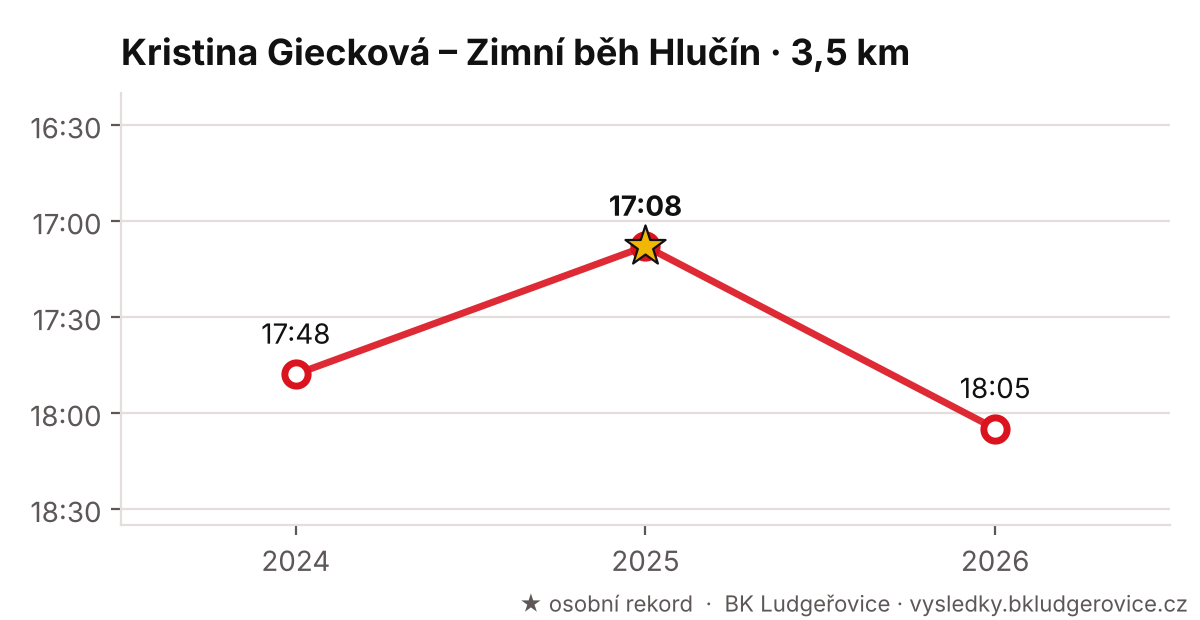 Kristina Giecková – Zimní běh Hlučín · 3,5 km
16:30
17:00
17:30
18:00
18:30
17:48
17:08
18:05
2024 2025 2026
★ osobní rekord · BK Ludgeřovice · vysledky.bkludgerovice.cz